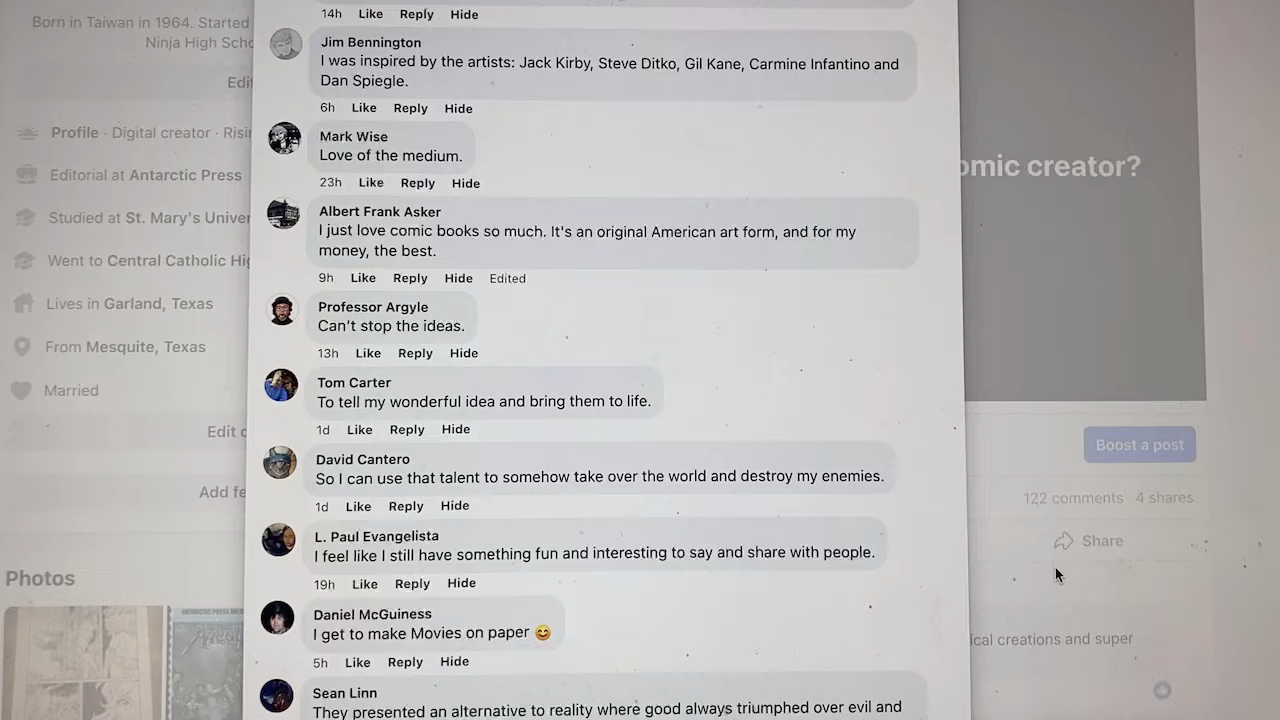 Born in Taiwan in 1964. Started
Ninja High Scho
Edi
Profile · Digital creator · Risi
Editorial at Antarctic Press
Studied at St. Mary's Univer
Went to Central Catholic Hig
Lives in Garland, Texas
From Mesquite, Texas
Married
Edit d
Add fe
Photos
14h Like Reply Hide
Jim Bennington
I was inspired by the artists: Jack Kirby, Steve Ditko, Gil Kane, Carmine Infantino and
Dan Spiegle.
6h Like Reply Hide
Mark Wise
Love of the medium.
23h Like Reply Hide
Albert Frank Asker
I just love comic books so much. It's an original American art form, and for my
money, the best.
9h Like Reply Hide Edited
Professor Argyle
Can't stop the ideas.
13h Like Reply Hide
Tom Carter
To tell my wonderful idea and bring them to life.
1d Like Reply Hide
David Cantero
So I can use that talent to somehow take over the world and destroy my enemies.
1d Like Reply Hide
L. Paul Evangelista
I feel like I still have something fun and interesting to say and share with people.
19h Like Reply Hide
Daniel McGuiness
I get to make Movies on paper 😊
5h Like Reply Hide
Sean Linn
They presented an alternative to reality where good always triumphed over evil and
omic creator?
Boost a post
122 comments 4 shares
Share
ical creations and super